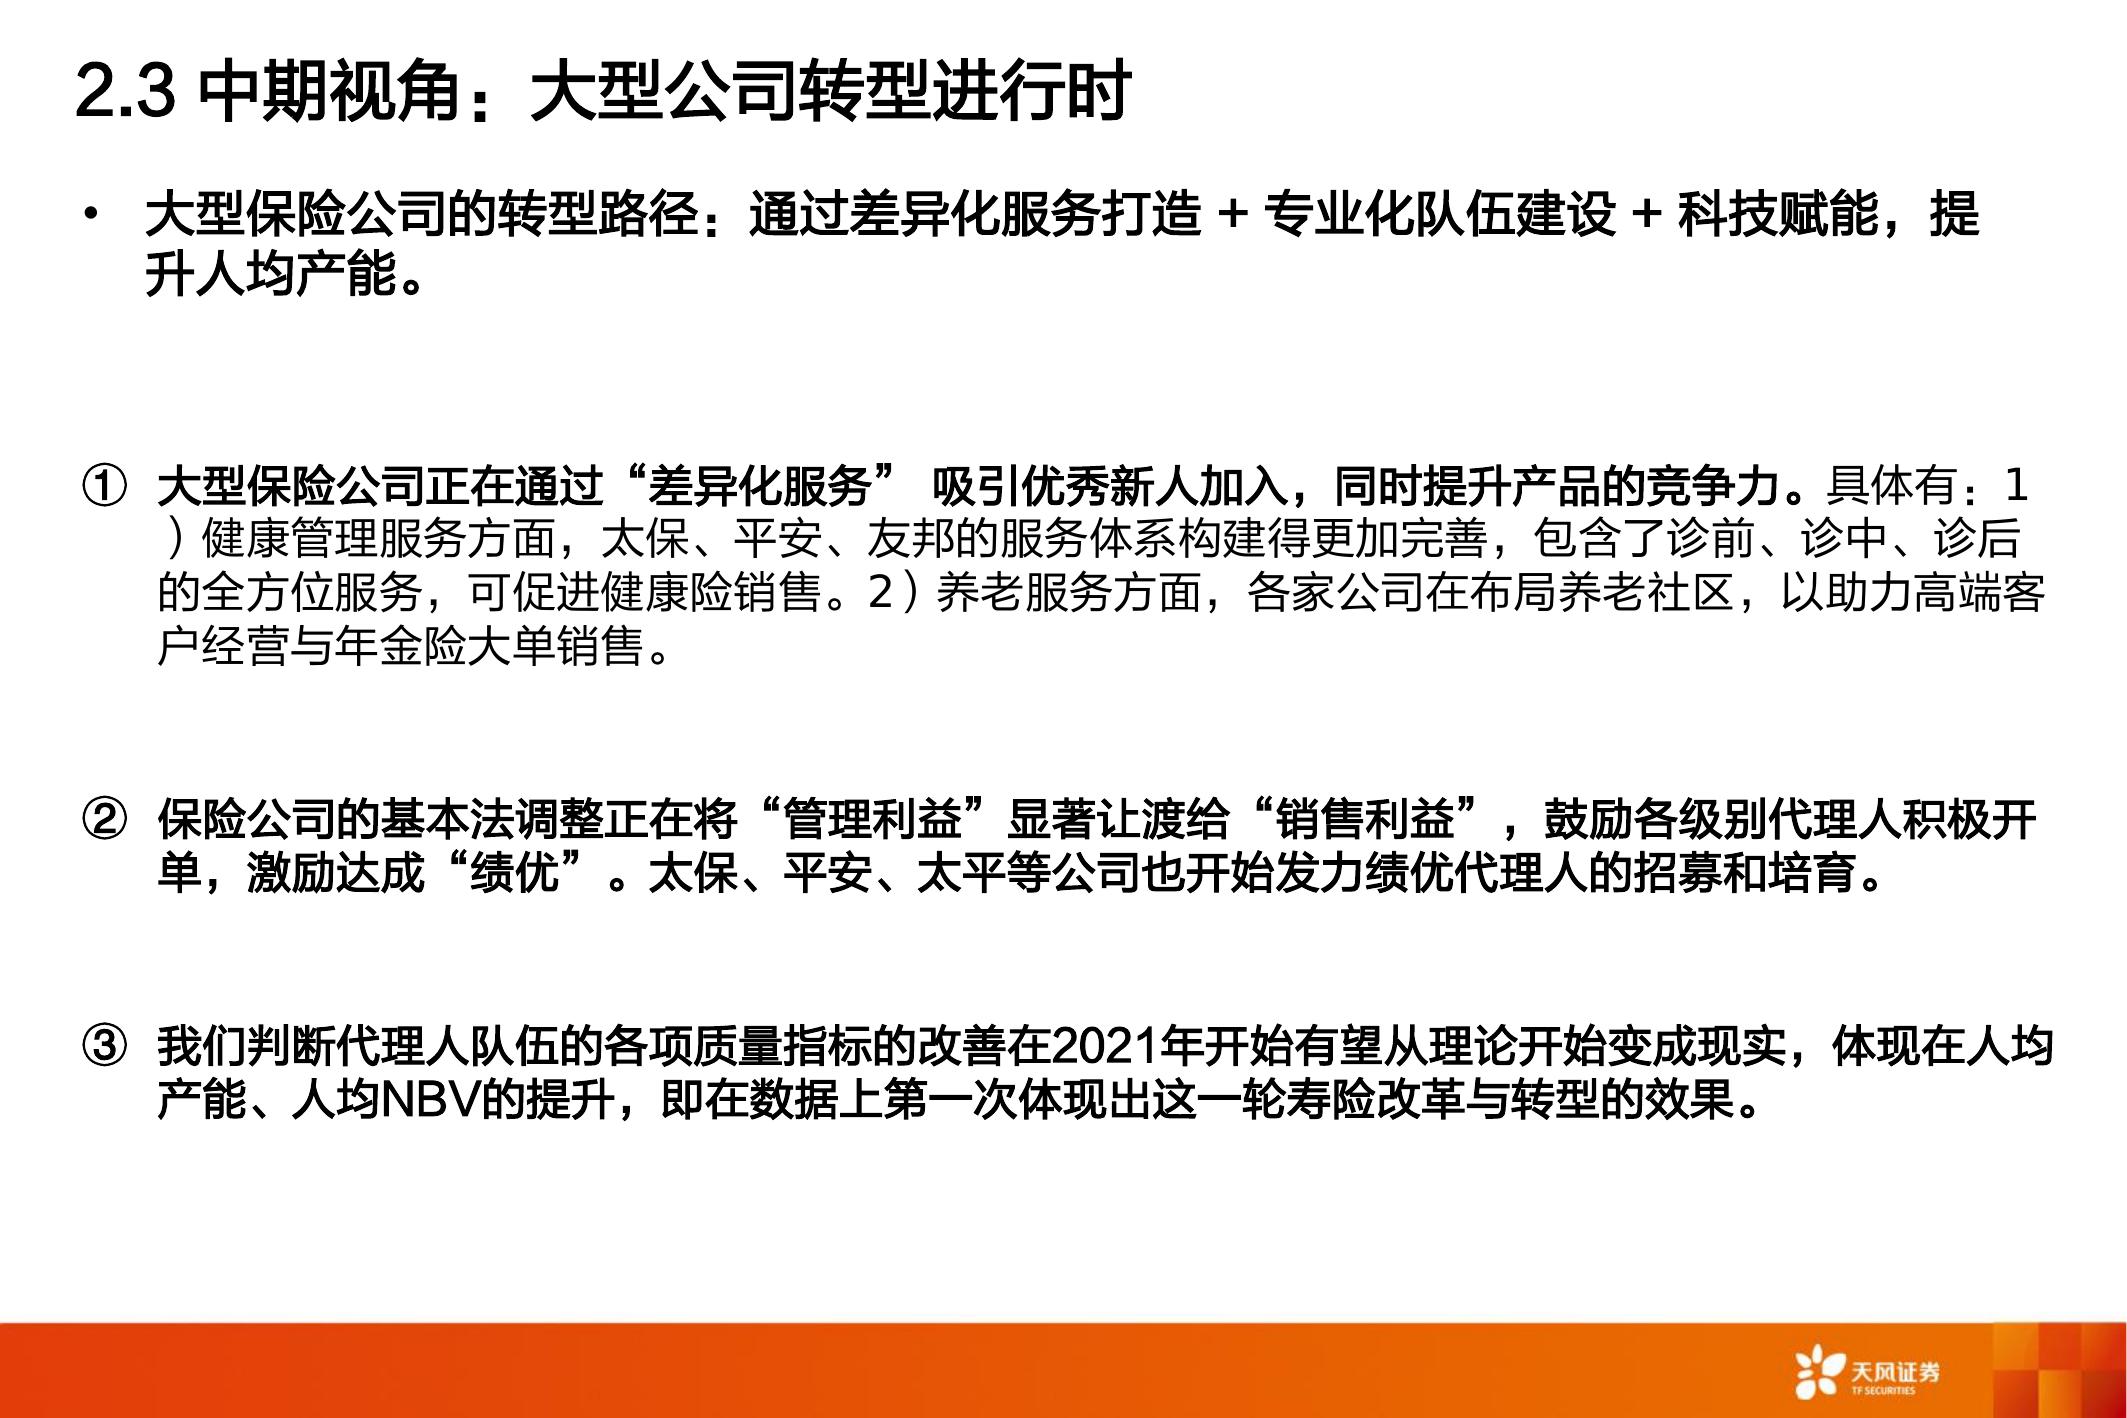 2.3 中期视角：大型公司转型进行时
• 大型保险公司的转型路径：通过差异化服务打造 + 专业化队伍建设 + 科技赋能，提
升人均产能。
① 大型保险公司正在通过“差异化服务” 吸引优秀新人加入，同时提升产品的竞争力。具体有：1
）健康管理服务方面，太保、平安、友邦的服务体系构建得更加完善，包含了诊前、诊中、诊后
的全方位服务，可促进健康险销售。2）养老服务方面，各家公司在布局养老社区，以助力高端客
户经营与年金险大单销售。
② 保险公司的基本法调整正在将“管理利益”显著让渡给“销售利益”，鼓励各级别代理人积极开
单，激励达成“绩优”。太保、平安、太平等公司也开始发力绩优代理人的招募和培育。
③ 我们判断代理人队伍的各项质量指标的改善在2021年开始有望从理论开始变成现实，体现在人均
产能、人均NBV的提升，即在数据上第一次体现出这一轮寿险改革与转型的效果。
天风证券
TF SECURITIES